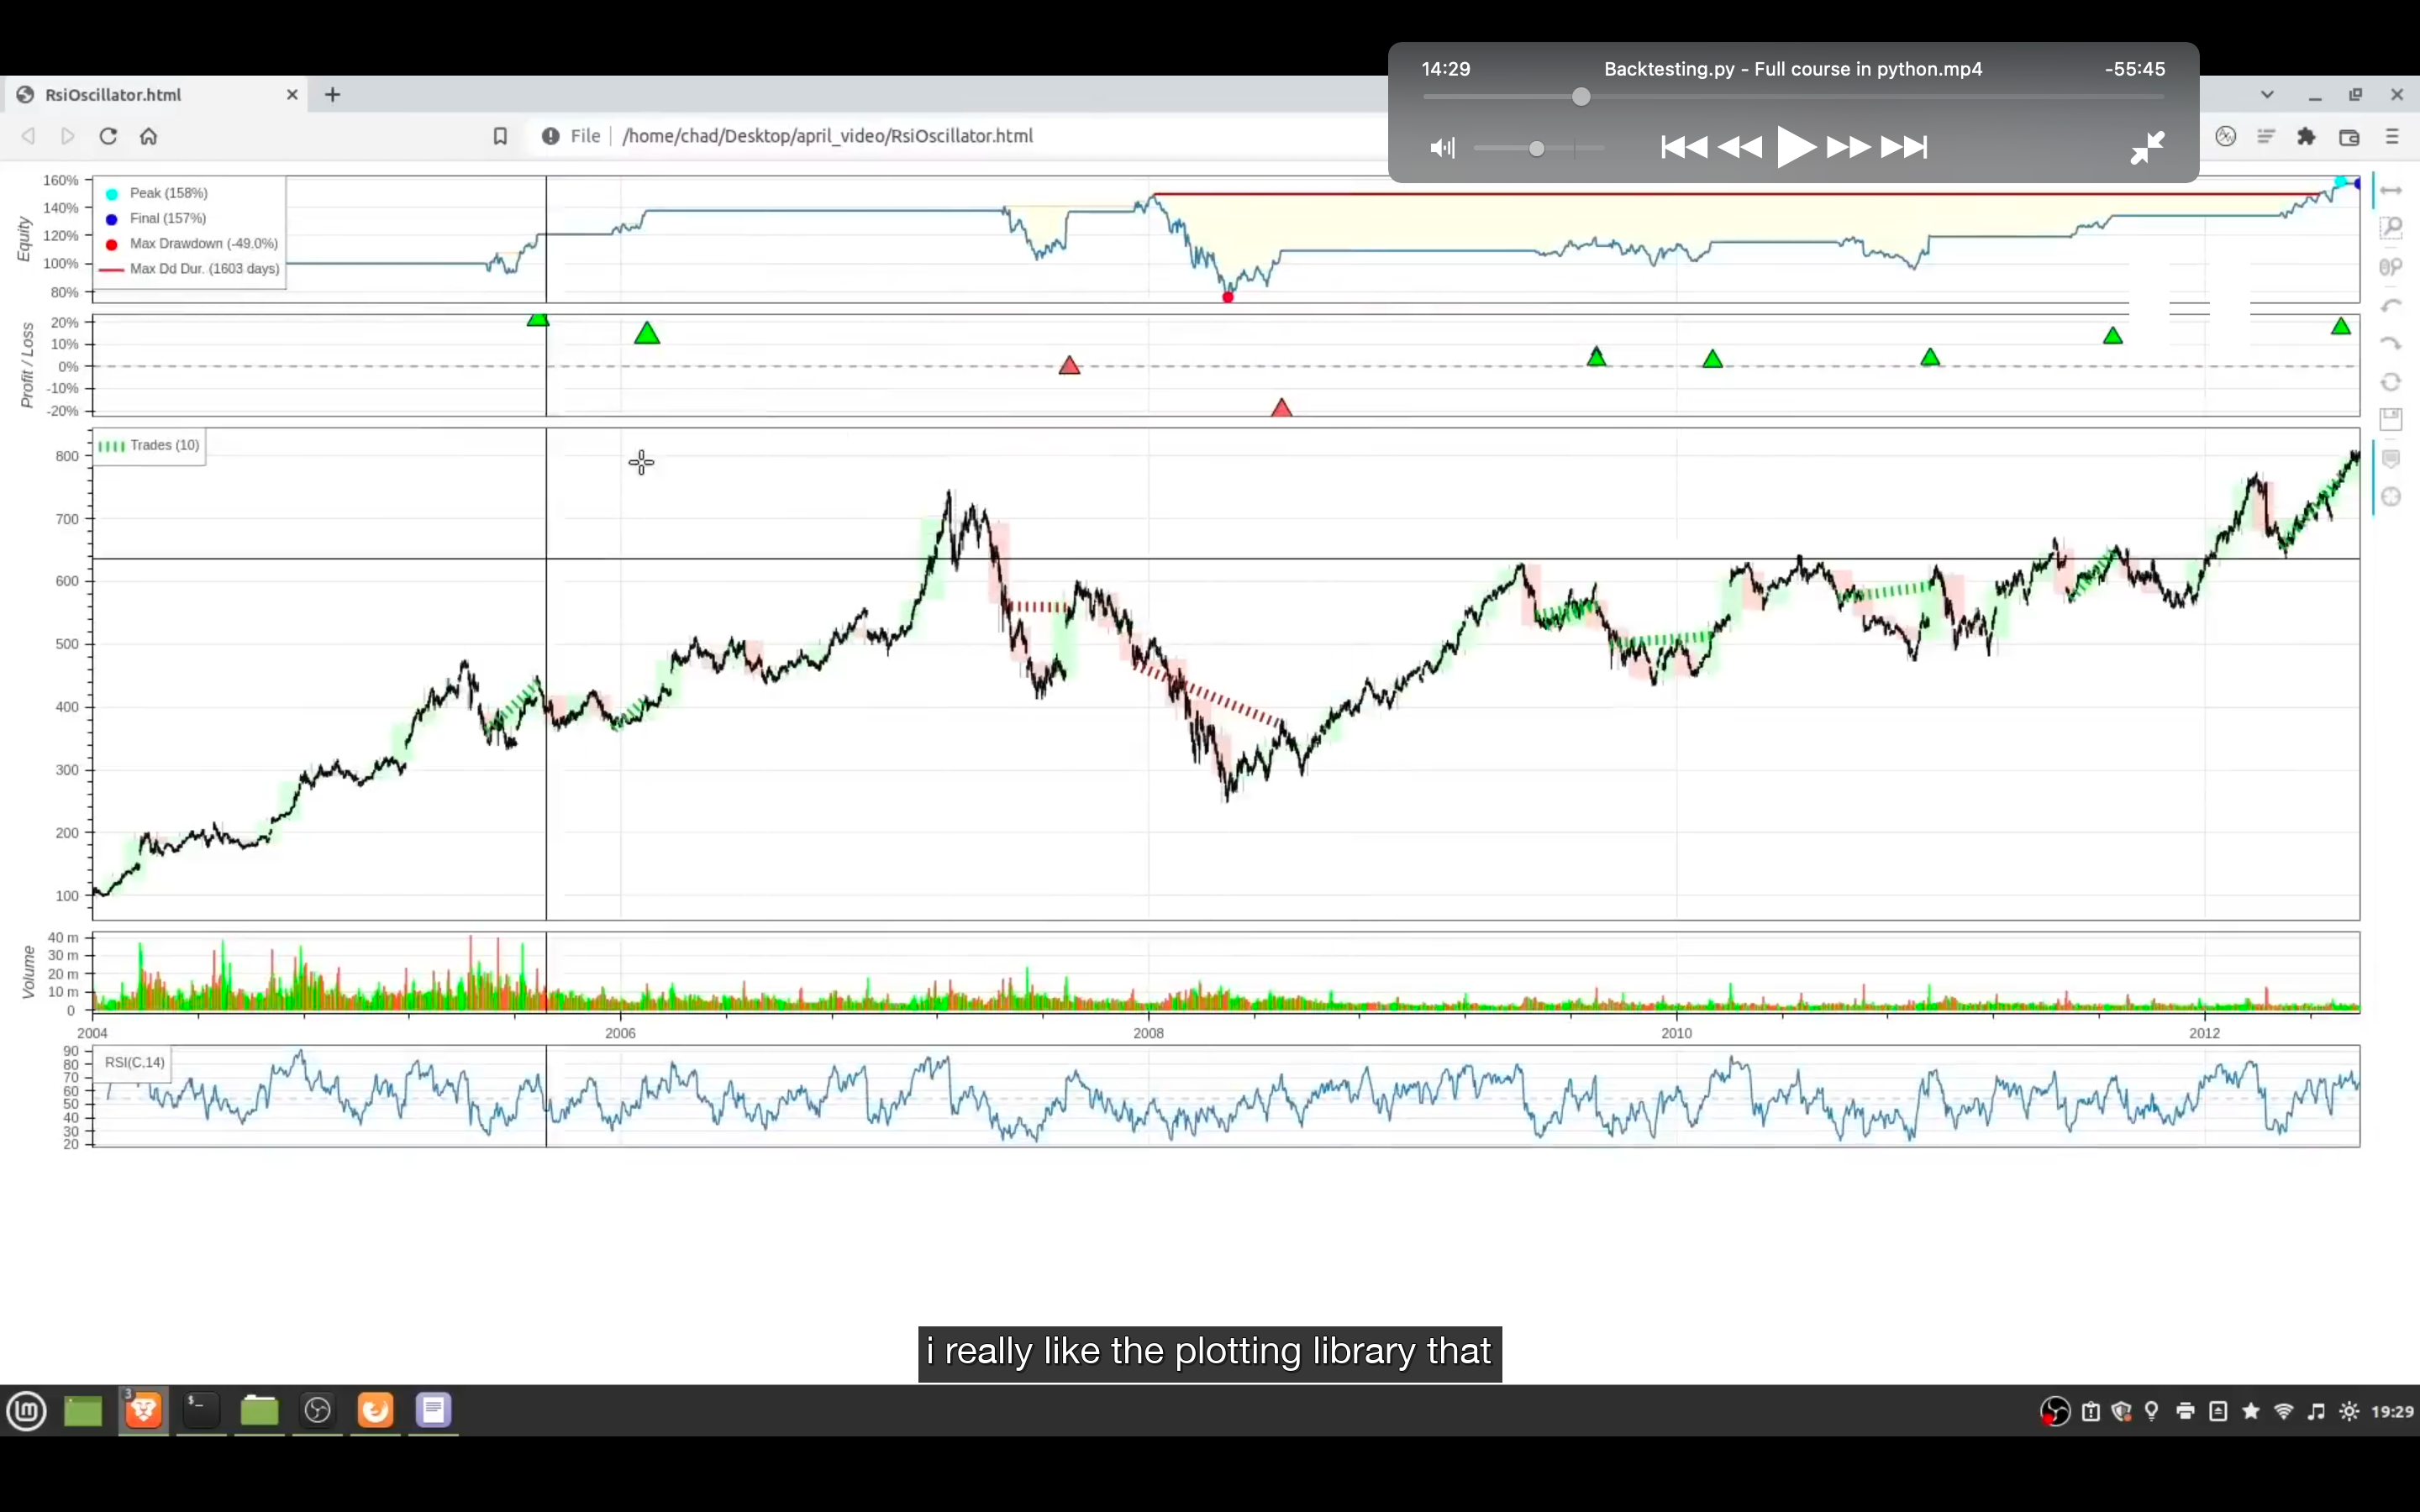 14:29 Backtesting.py - Full course in python.mp4 -55:45
RsiOscillator.html
File /home/chad/Desktop/april_video/RsiOscillator.html
Equity
160%
140%
120%
100%
80%
Peak (158%)
Final (157%)
Max Drawdown (-49.0%)
Max Dd Dur. (1603 days)
Profit / Loss
20%
10%
0%
-10%
-20%
Trades (10)
800
700
600
500
400
300
200
100
Volume
40 m
30 m
20 m
10 m
0
2004 2006 2008 2010 2012
RSI(C,14)
90
80
70
60
50
40
30
20
i really like the plotting library that
3
$_
19:29